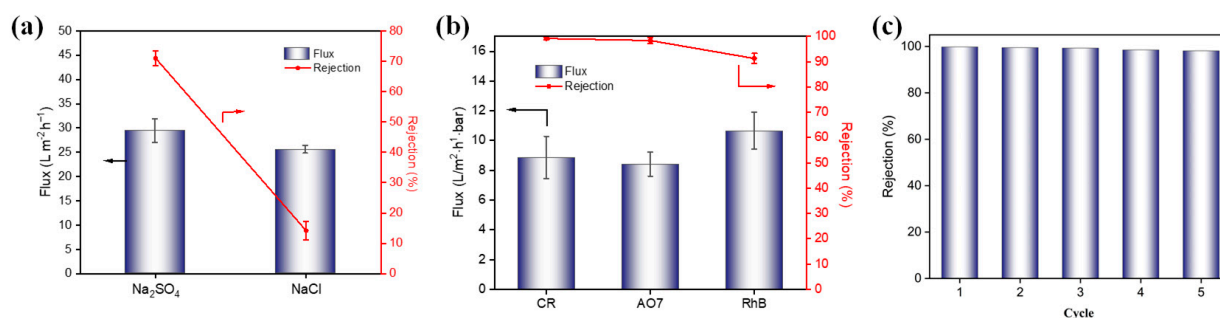 (a)
50
45
40
35
30
25
20
15
10
5
0
Flux (L m⁻² h⁻¹)
Flux
Rejection
80
70
60
50
40
30
20
10
0
Rejection (%)
Na₂SO₄ NaCl
(b)
16
14
12
10
8
6
4
2
0
Flux (L/m²·h¹·bar)
Flux
Rejection
100
90
80
70
60
50
40
30
20
10
0
Rejection (%)
CR AO7 RhB
(c)
100
80
60
40
20
0
Rejection (%)
1 2 3 4 5
Cycle